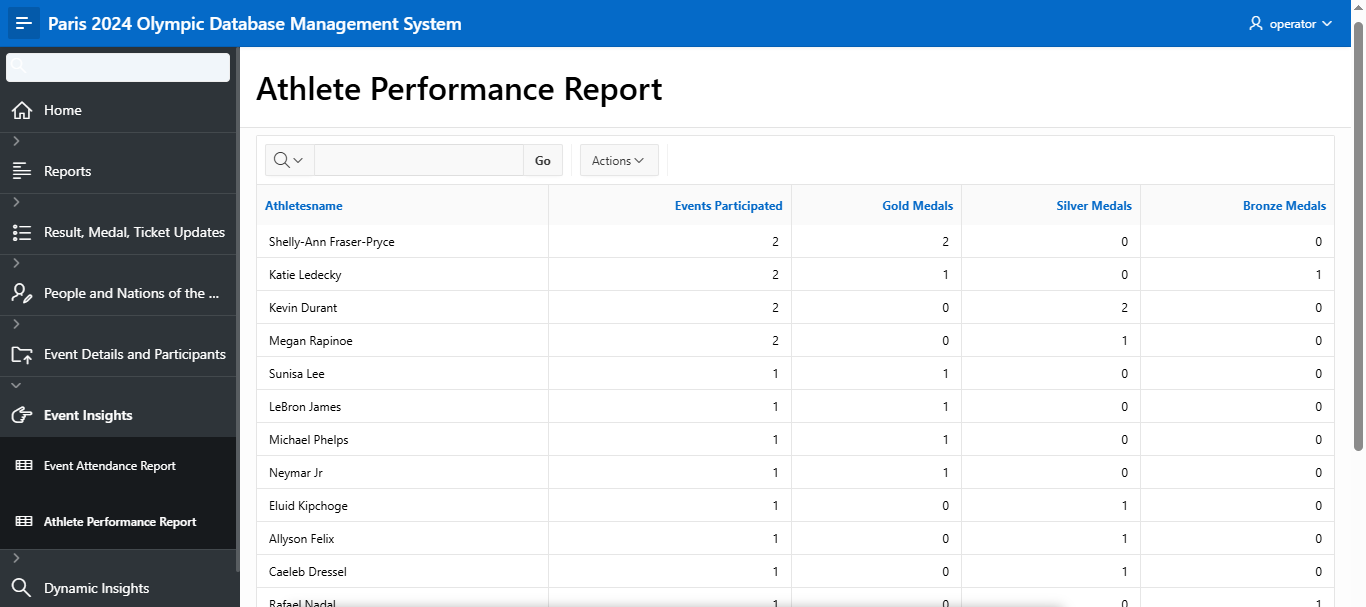 Paris 2024 Olympic Database Management System
operator
Home
Reports
Result, Medal, Ticket Updates
People and Nations of the ...
Event Details and Participants
Event Insights
Event Attendance Report
Athlete Performance Report
Dynamic Insights
Athlete Performance Report
Go
Actions
Athletesname Events Participated Gold Medals Silver Medals Bronze Medals
Shelly-Ann Fraser-Pryce 2 2 0 0
Katie Ledecky 2 1 0 1
Kevin Durant 2 0 2 0
Megan Rapinoe 2 0 1 0
Sunisa Lee 1 1 0 0
LeBron James 1 1 0 0
Michael Phelps 1 1 0 0
Neymar Jr 1 1 0 0
Eluid Kipchoge 1 0 1 0
Allyson Felix 1 0 1 0
Caeleb Dressel 1 0 1 0
Rafael Nadal 1 0 0 1